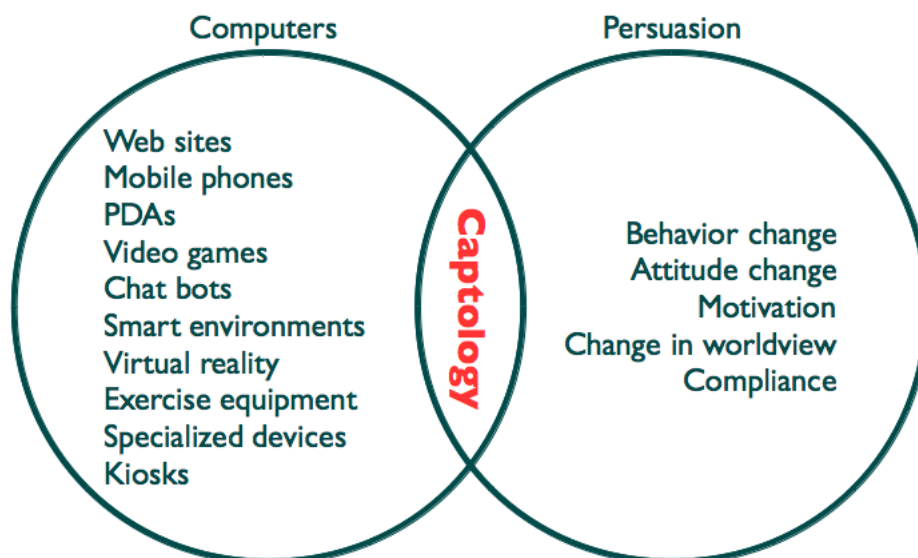 Computers
Persuasion
Web sites
Mobile phones
PDAs
Video games
Chat bots
Smart environments
Virtual reality
Exercise equipment
Specialized devices
Kiosks
Captology
Behavior change
Attitude change
Motivation
Change in worldview
Compliance